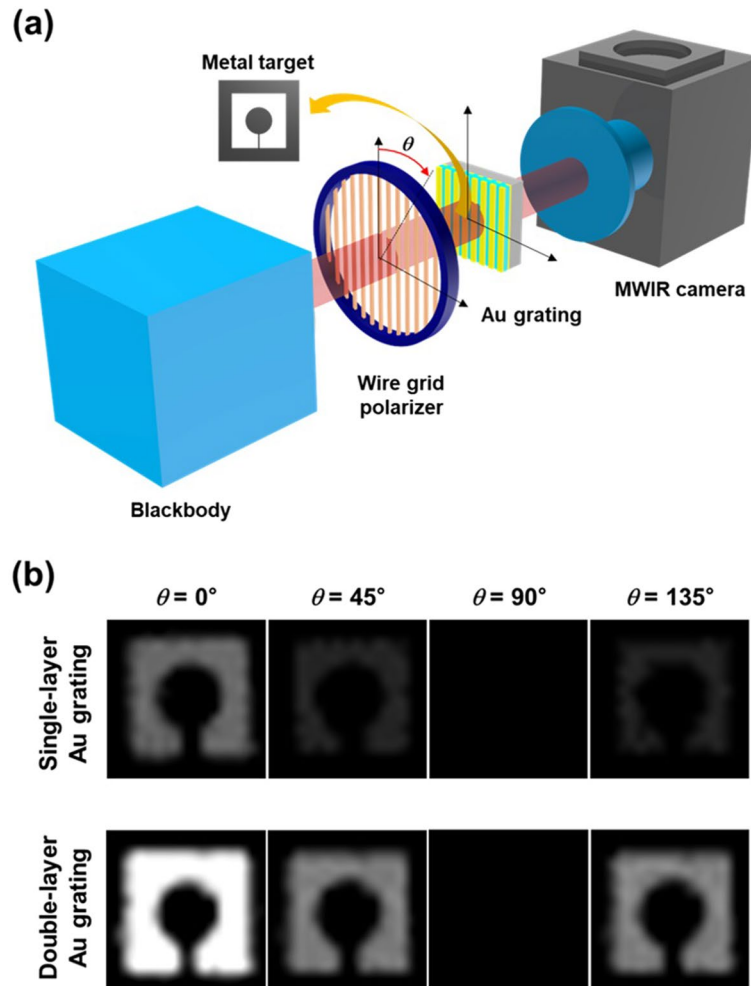 (a)
Metal target
θ
MWIR camera
Au grating
Wire grid
polarizer
Blackbody
(b)
θ = 0°
θ = 45°
θ = 90°
θ = 135°
Single-layer
Au grating
Double-layer
Au grating